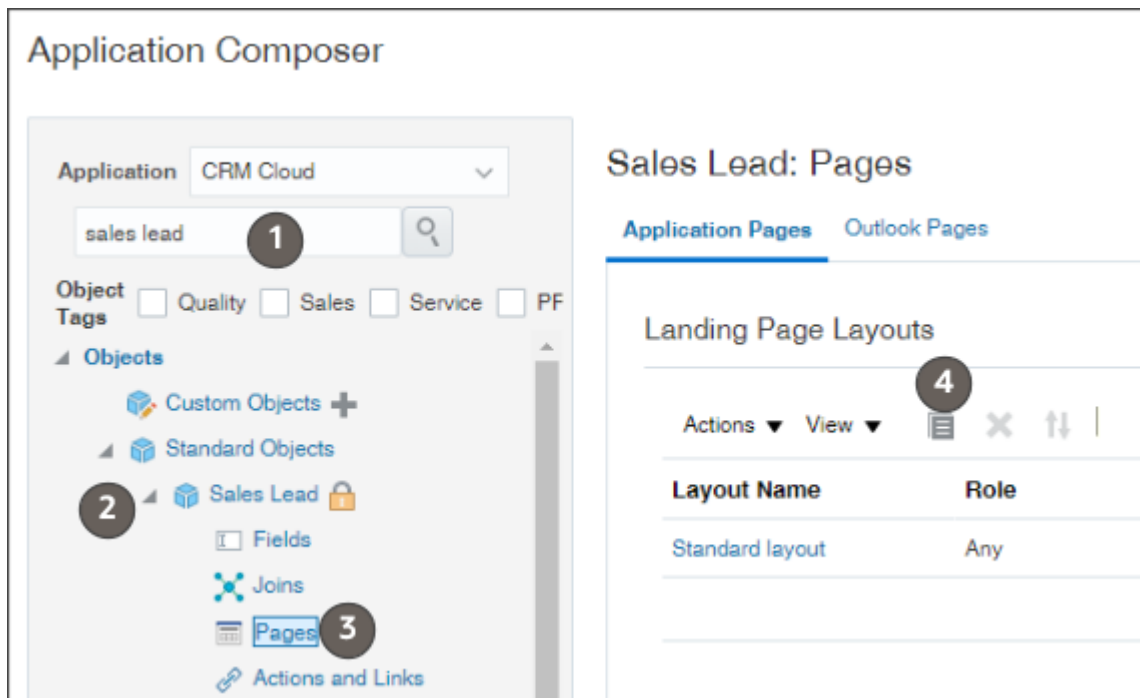 Application Composer
Application CRM Cloud
sales lead 1
Object Tags Quality Sales Service PF
Objects
Custom Objects
Standard Objects
2 Sales Lead
Fields
Joins
Pages 3
Actions and Links
Sales Lead: Pages
Application Pages Outlook Pages
Landing Page Layouts
4
Actions View
Layout Name Role
Standard layout Any